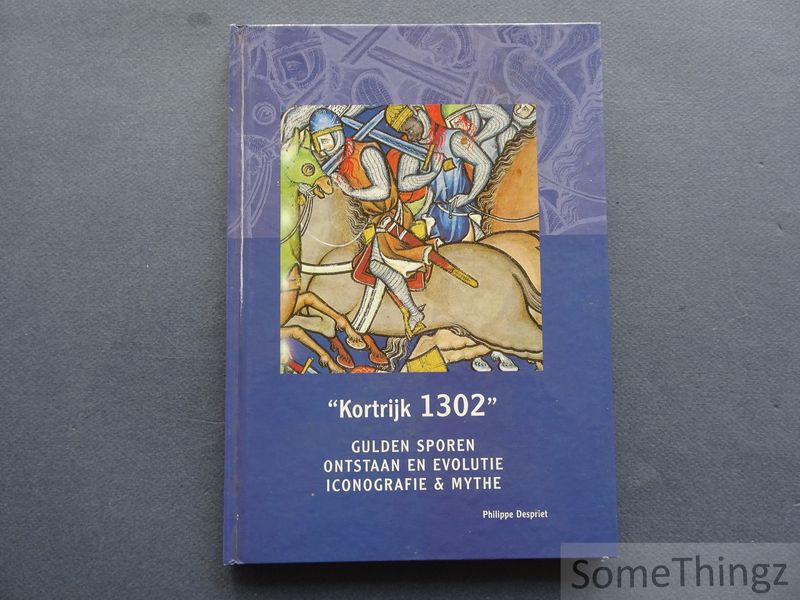 “Kortrijk 1302”
GULDEN SPOREN
ONTSTAAN EN EVOLUTIE
ICONOGRAFIE & MYTHE
Philippe Despriet
SomeThingz